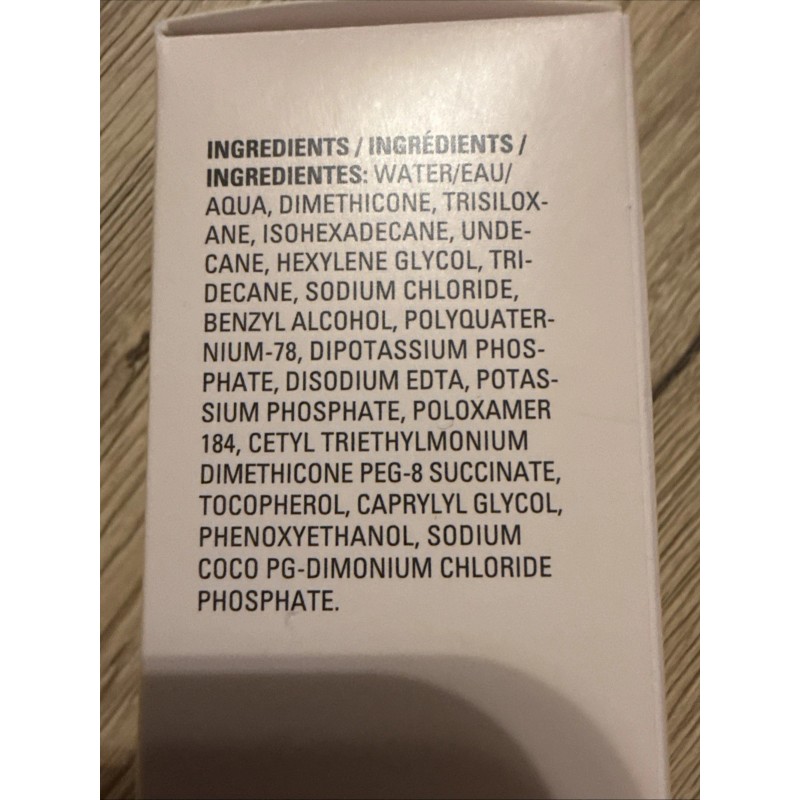 INGREDIENTS / INGRÉDIENTS /
INGREDIENTES: WATER/EAU/
AQUA, DIMETHICONE, TRISILOX-
ANE, ISOHEXADECANE, UNDE-
CANE, HEXYLENE GLYCOL, TRI-
DECANE, SODIUM CHLORIDE,
BENZYL ALCOHOL, POLYQUATER-
NIUM-78, DIPOTASSIUM PHOS-
PHATE, DISODIUM EDTA, POTAS-
SIUM PHOSPHATE, POLOXAMER
184, CETYL TRIETHYLMONIUM
DIMETHICONE PEG-8 SUCCINATE,
TOCOPHEROL, CAPRYLYL GLYCOL,
PHENOXYETHANOL, SODIUM
COCO PG-DIMONIUM CHLORIDE
PHOSPHATE.